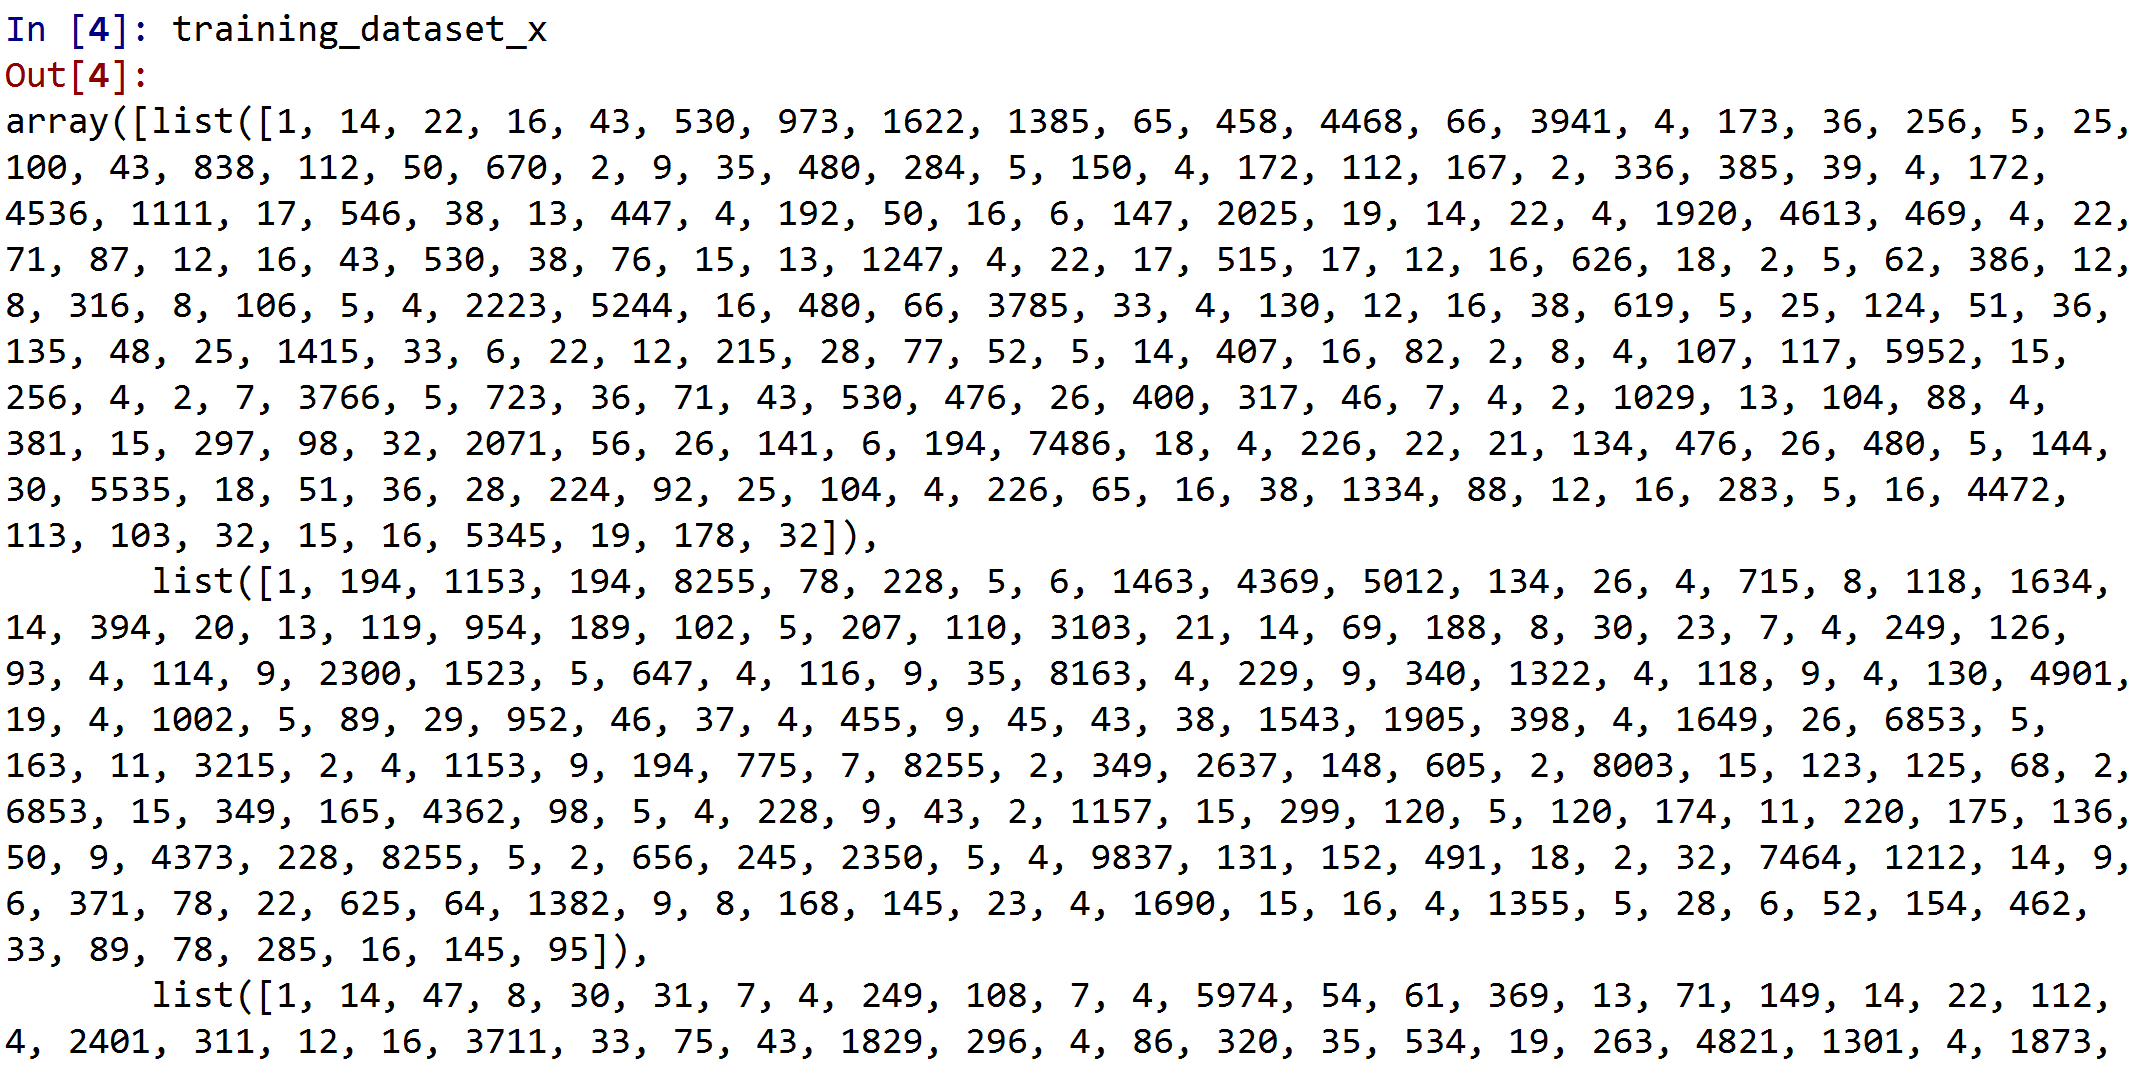 In [4]: training_dataset_x
Out[4]:
array([list([1, 14, 22, 16, 43, 530, 973, 1622, 1385, 65, 458, 4468, 66, 3941, 4, 173, 36, 256, 5, 25,
100, 43, 838, 112, 50, 670, 2, 9, 35, 480, 284, 5, 150, 4, 172, 112, 167, 2, 336, 385, 39, 4, 172,
4536, 1111, 17, 546, 38, 13, 447, 4, 192, 50, 16, 6, 147, 2025, 19, 14, 22, 4, 1920, 4613, 469, 4, 22,
71, 87, 12, 16, 43, 530, 38, 76, 15, 13, 1247, 4, 22, 17, 515, 17, 12, 16, 626, 18, 2, 5, 62, 386, 12,
8, 316, 8, 106, 5, 4, 2223, 5244, 16, 480, 66, 3785, 33, 4, 130, 12, 16, 38, 619, 5, 25, 124, 51, 36,
135, 48, 25, 1415, 33, 6, 22, 12, 215, 28, 77, 52, 5, 14, 407, 16, 82, 2, 8, 4, 107, 117, 5952, 15,
256, 4, 2, 7, 3766, 5, 723, 36, 71, 43, 530, 476, 26, 400, 317, 46, 7, 4, 2, 1029, 13, 104, 88, 4,
381, 15, 297, 98, 32, 2071, 56, 26, 141, 6, 194, 7486, 18, 4, 226, 22, 21, 134, 476, 26, 480, 5, 144,
30, 5535, 18, 51, 36, 28, 224, 92, 25, 104, 4, 226, 65, 16, 38, 1334, 88, 12, 16, 283, 5, 16, 4472,
113, 103, 32, 15, 16, 5345, 19, 178, 32]),
list([1, 194, 1153, 194, 8255, 78, 228, 5, 6, 1463, 4369, 5012, 134, 26, 4, 715, 8, 118, 1634,
14, 394, 20, 13, 119, 954, 189, 102, 5, 207, 110, 3103, 21, 14, 69, 188, 8, 30, 23, 7, 4, 249, 126,
93, 4, 114, 9, 2300, 1523, 5, 647, 4, 116, 9, 35, 8163, 4, 229, 9, 340, 1322, 4, 118, 9, 4, 130, 4901,
19, 4, 1002, 5, 89, 29, 952, 46, 37, 4, 455, 9, 45, 43, 38, 1543, 1905, 398, 4, 1649, 26, 6853, 5,
163, 11, 3215, 2, 4, 1153, 9, 194, 775, 7, 8255, 2, 349, 2637, 148, 605, 2, 8003, 15, 123, 125, 68, 2,
6853, 15, 349, 165, 4362, 98, 5, 4, 228, 9, 43, 2, 1157, 15, 299, 120, 5, 120, 174, 11, 220, 175, 136,
50, 9, 4373, 228, 8255, 5, 2, 656, 245, 2350, 5, 4, 9837, 131, 152, 491, 18, 2, 32, 7464, 1212, 14, 9,
6, 371, 78, 22, 625, 64, 1382, 9, 8, 168, 145, 23, 4, 1690, 15, 16, 4, 1355, 5, 28, 6, 52, 154, 462,
33, 89, 78, 285, 16, 145, 95]),
list([1, 14, 47, 8, 30, 31, 7, 4, 249, 108, 7, 4, 5974, 54, 61, 369, 13, 71, 149, 14, 22, 112,
4, 2401, 311, 12, 16, 3711, 33, 75, 43, 1829, 296, 4, 86, 320, 35, 534, 19, 263, 4821, 1301, 4, 1873,